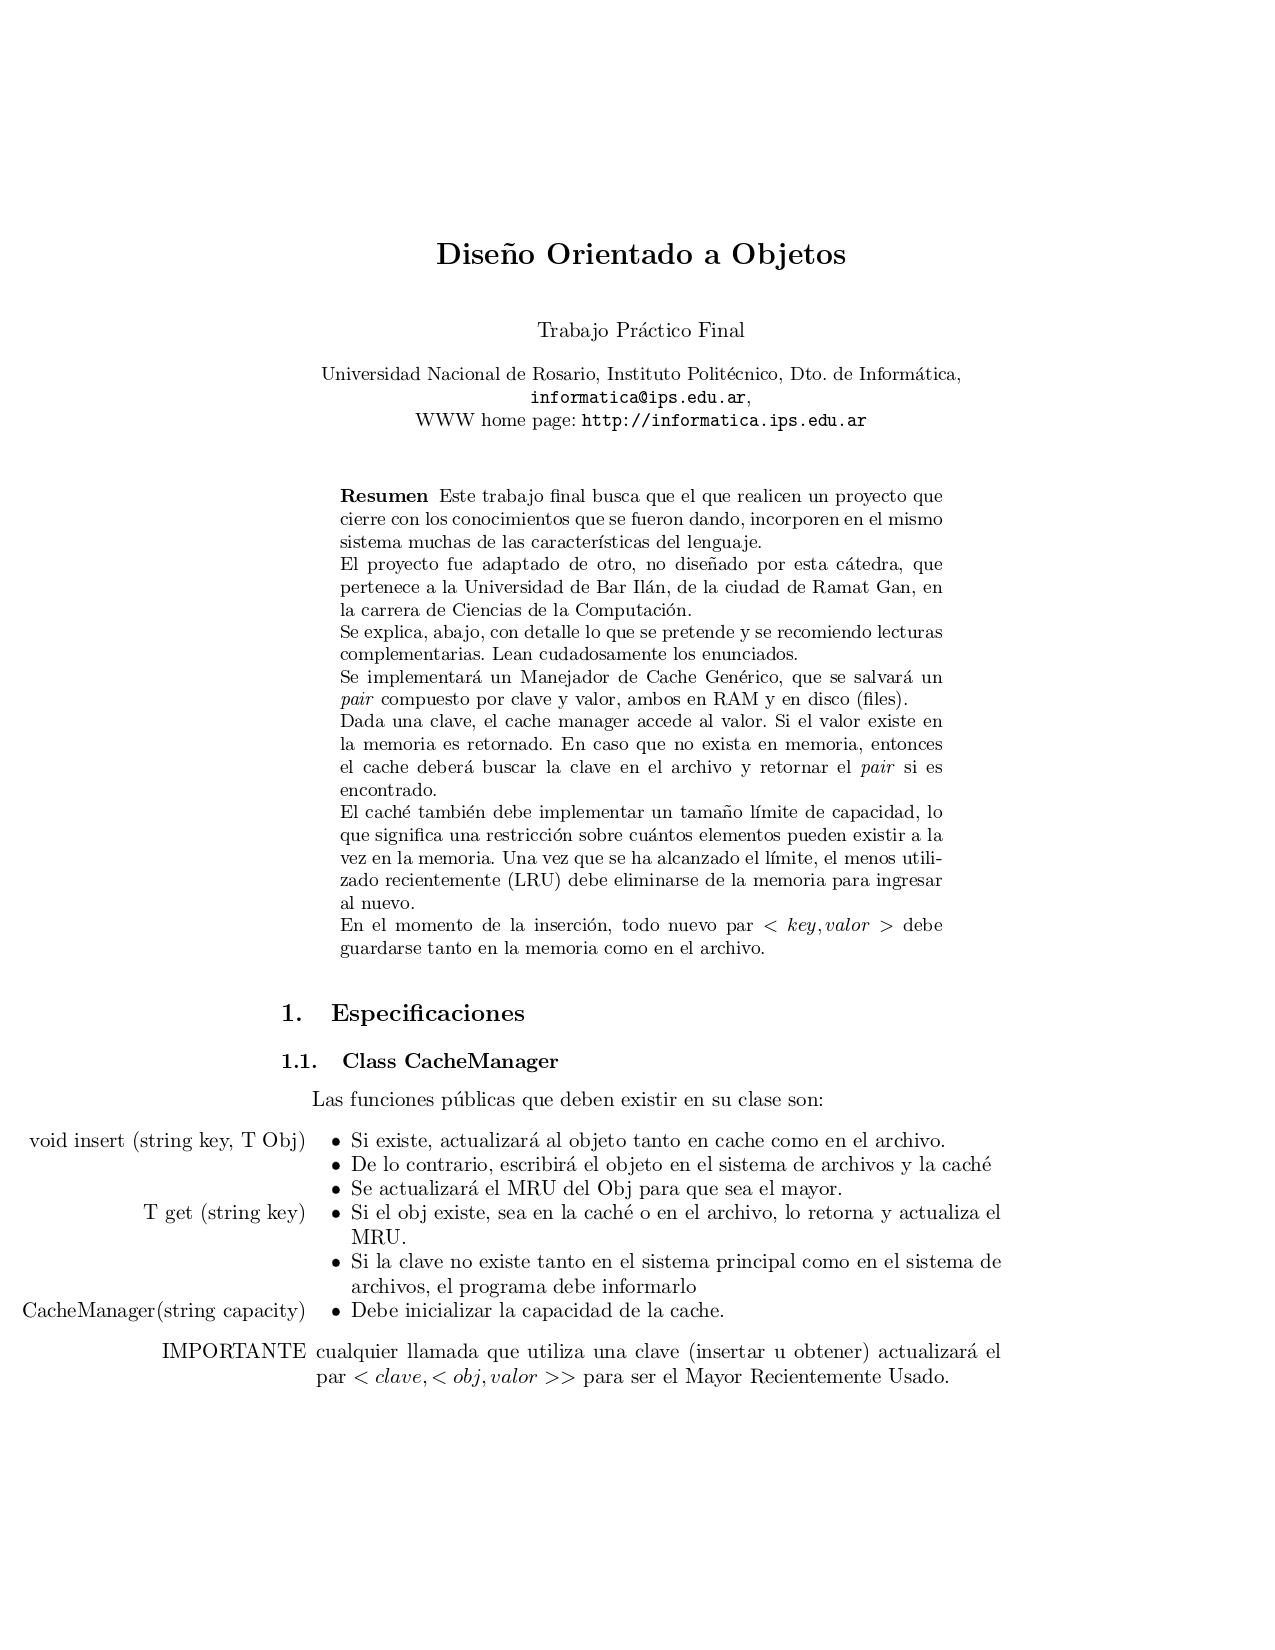 Diseño Orientado a Objetos
Trabajo Práctico Final
Universidad Nacional de Rosario, Instituto Politécnico, Dto. de Informática,
informatica@ips.edu.ar,
WWW home page: http://informatica.ips.edu.ar
Resumen Este trabajo final busca que el que realicen un proyecto que
cierre con los conocimientos que se fueron dando, incorporen en el mismo
sistema muchas de las características del lenguaje.
El proyecto fue adaptado de otro, no diseñado por esta cátedra, que
pertenece a la Universidad de Bar Ilán, de la ciudad de Ramat Gan, en
la carrera de Ciencias de la Computación.
Se explica, abajo, con detalle lo que se pretende y se recomiendo lecturas
complementarias. Lean cudadosamente los enunciados.
Se implementará un Manejador de Cache Genérico, que se salvará un
pair compuesto por clave y valor, ambos en RAM y en disco (files).
Dada una clave, el cache manager accede al valor. Si el valor existe en
la memoria es retornado. En caso que no exista en memoria, entonces
el cache deberá buscar la clave en el archivo y retornar el pair si es
encontrado.
El caché también debe implementar un tamaño límite de capacidad, lo
que significa una restricción sobre cuántos elementos pueden existir a la
vez en la memoria. Una vez que se ha alcanzado el límite, el menos utili-
zado recientemente (LRU) debe eliminarse de la memoria para ingresar
al nuevo.
En el momento de la inserción, todo nuevo par < key, valor > debe
guardarse tanto en la memoria como en el archivo.
1. Especificaciones
1.1. Class CacheManager
Las funciones públicas que deben existir en su clase son:
void insert (string key, T Obj) • Si existe, actualizará al objeto tanto en cache como en el archivo.
• De lo contrario, escribirá el objeto en el sistema de archivos y la caché
• Se actualizará el MRU del Obj para que sea el mayor.
T get (string key) • Si el obj existe, sea en la caché o en el archivo, lo retorna y actualiza el
MRU.
• Si la clave no existe tanto en el sistema principal como en el sistema de
archivos, el programa debe informarlo
CacheManager(string capacity) • Debe inicializar la capacidad de la cache.
IMPORTANTE cualquier llamada que utiliza una clave (insertar u obtener) actualizará el
par < clave, < obj, valor >> para ser el Mayor Recientemente Usado.